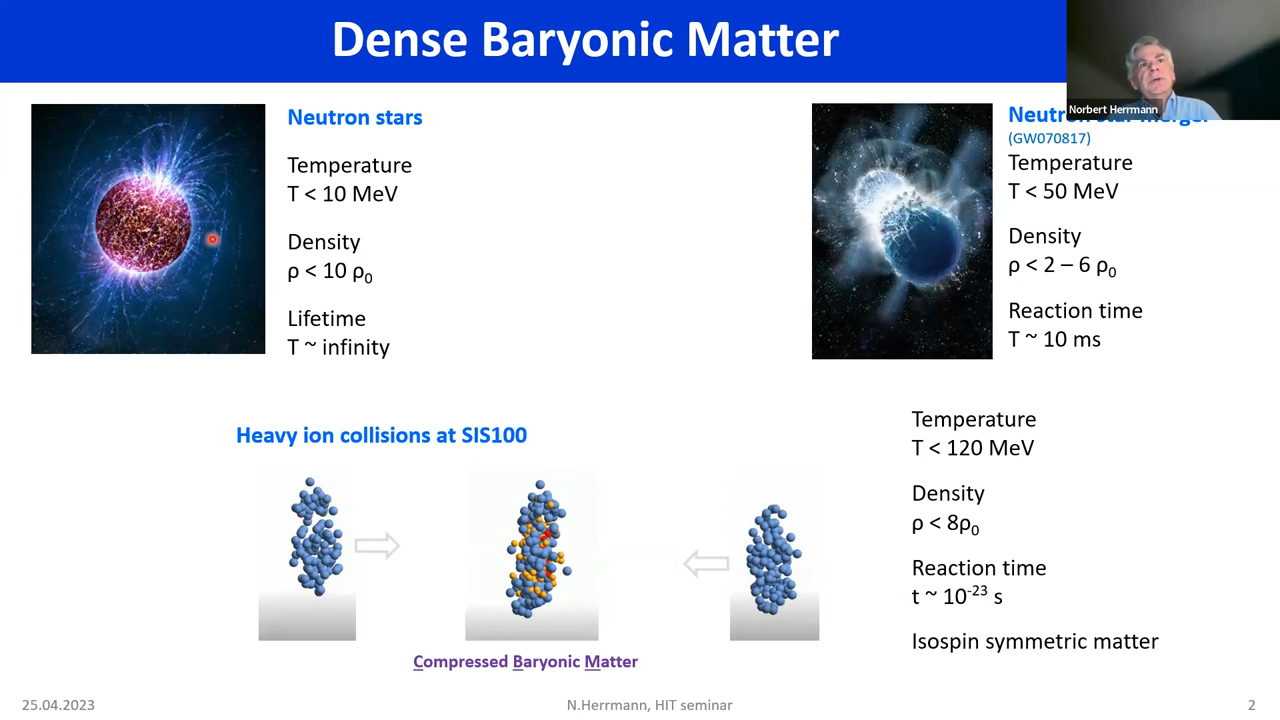 Dense Baryonic Matter
Norbert Herrmann
Neutron stars
Temperature
T < 10 MeV
Density
ρ < 10 ρ₀
Lifetime
T ~ infinity
(GW070817)
Temperature
T < 50 MeV
Density
ρ < 2 – 6 ρ₀
Reaction time
T ~ 10 ms
Heavy ion collisions at SIS100
Compressed Baryonic Matter
Temperature
T < 120 MeV
Density
ρ < 8ρ₀
Reaction time
t ~ 10⁻²³ s
Isospin symmetric matter
25.04.2023
N.Herrmann, HIT seminar
2